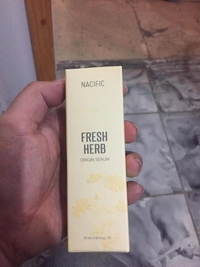 NACIFIC
FRESH
HERB
ORIGIN SERUM